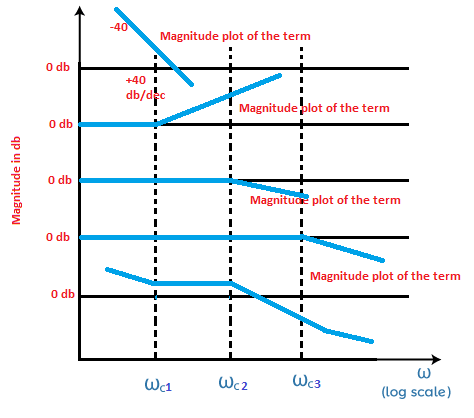 -40
Magnitude plot of the term
0 db
+40
db/dec
Magnitude plot of the term
0 db
0 db
Magnitude plot of the term
0 db
Magnitude plot of the term
0 db
Magnitude in db
ωc1 ωc2 ωc3 ω
(log scale)